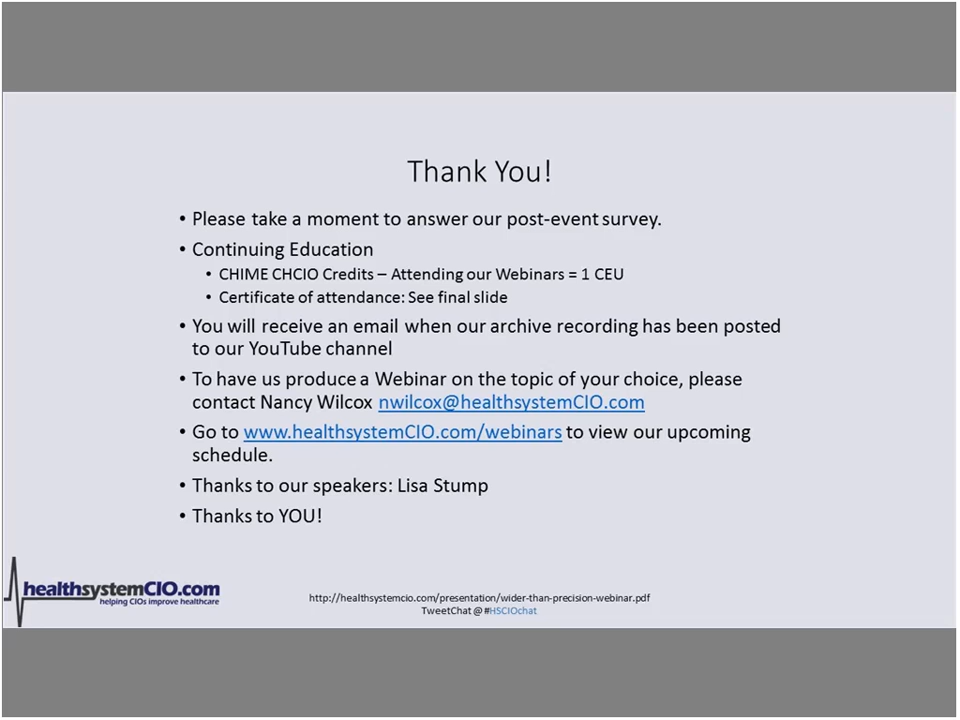 Thank You!
• Please take a moment to answer our post-event survey.
• Continuing Education
• CHIME CHCIO Credits – Attending our Webinars = 1 CEU
• Certificate of attendance: See final slide
• You will receive an email when our archive recording has been posted
to our YouTube channel
• To have us produce a Webinar on the topic of your choice, please
contact Nancy Wilcox nwilcox@healthsystemCIO.com
• Go to www.healthsystemCIO.com/webinars to view our upcoming
schedule.
• Thanks to our speakers: Lisa Stump
• Thanks to YOU!
healthsystemCIO.com
helping CIOs improve healthcare
http://healthsystemcio.com/presentation/wider-than-precision-webinar.pdf
TweetChat @ #HSCIOchat